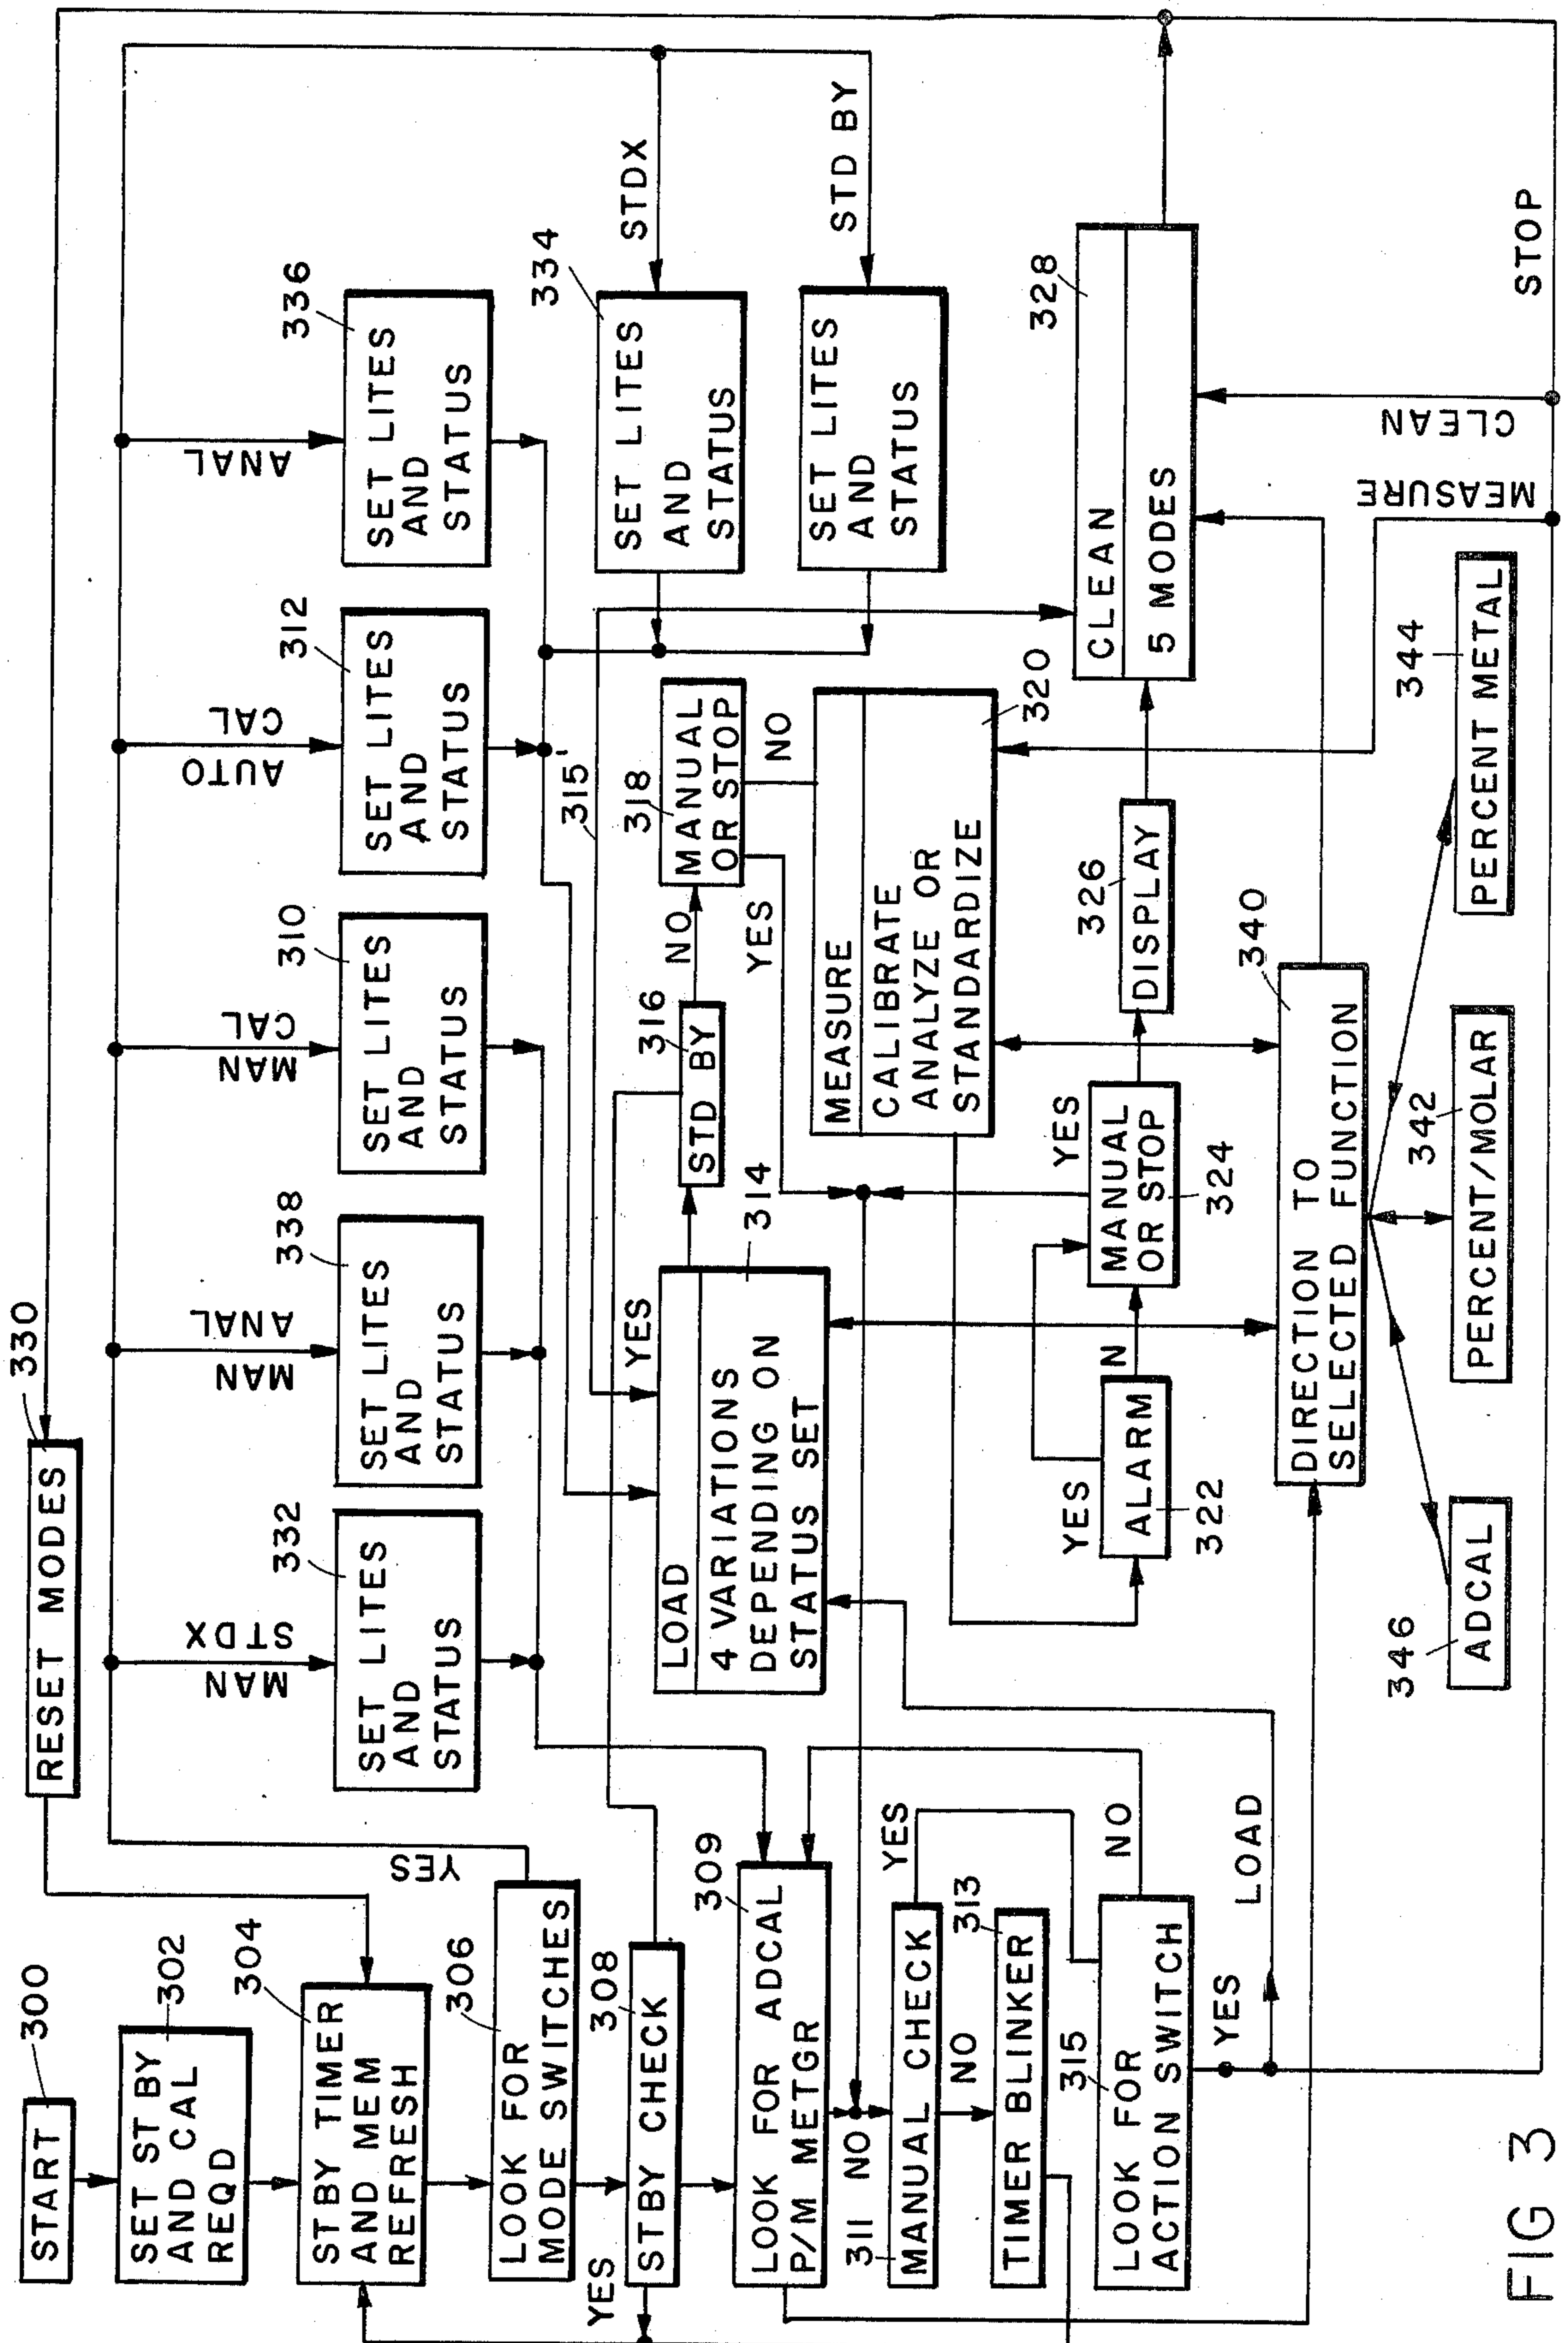 START
300
SET ST BY
AND CAL
REQD
302
STBY TIMER
AND MEM
REFRESH
304
RESET MODES
330
LOOK FOR
MODE SWITCHES
306
YES
STBY CHECK
308
YES
LOOK FOR ADCAL
P/M METGR
309
NO
311
MANUAL CHECK
YES
NO
TIMER BLINKER
313
315
LOOK FOR
ACTION SWITCH
NO
YES
LOAD
MAN
STDX
332
SET LITES
AND
STATUS
MAN
ANAL
338
SET LITES
AND
STATUS
MAN
CAL
310
SET LITES
AND
STATUS
AUTO
CAL
312
SET LITES
AND
STATUS
ANAL
336
SET LITES
AND
STATUS
STDX
334
SET LITES
AND
STATUS
STD BY
SET LITES
AND
STATUS
LOAD
4 VARIATIONS
DEPENDING ON
STATUS SET
314
YES
STD BY
316
NO
315'
MANUAL
OR STOP
318
NO
YES
MEASURE
CALIBRATE
ANALYZE OR
STANDARDIZE
320
ALARM
322
YES
N
MANUAL
OR STOP
324
YES
DISPLAY
326
CLEAN
5 MODES
328
DIRECTION TO
SELECTED FUNCTION
340
ADCAL
346
PERCENT/MOLAR
342
PERCENT METAL
344
MEASURE
CLEAN
STOP
FIG 3